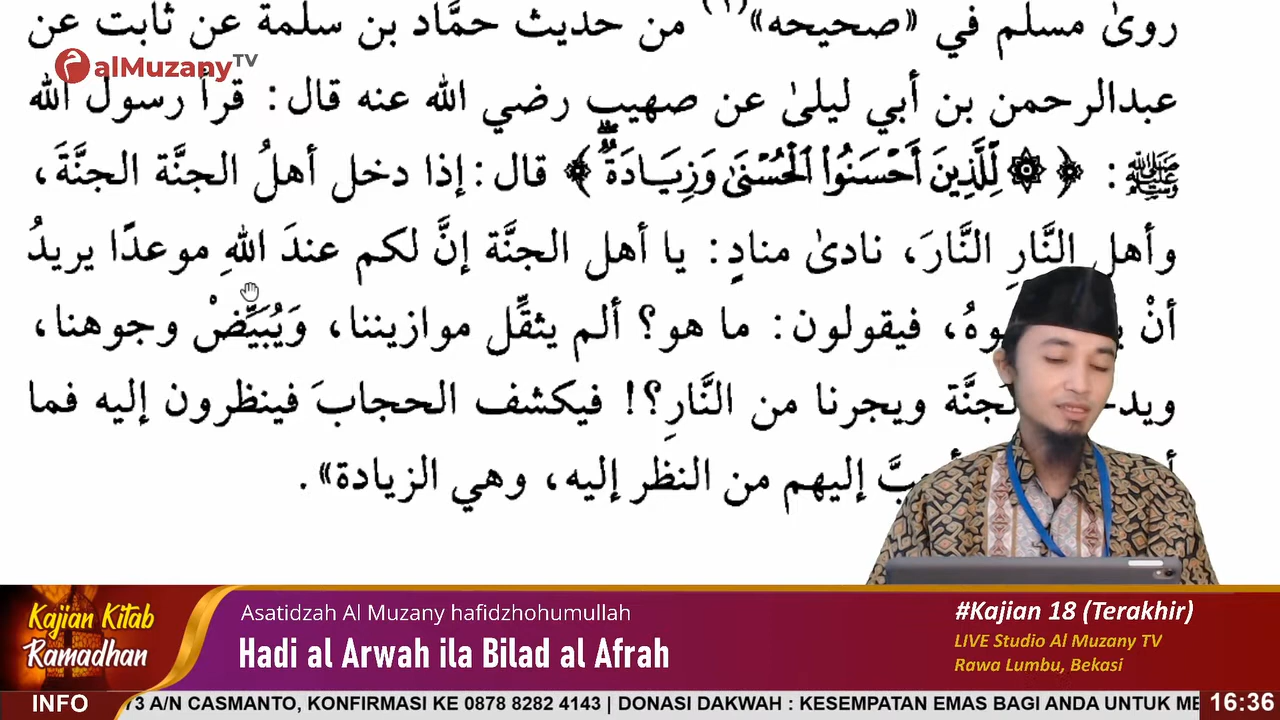 روىٰ مسلم في «صحيحه»(١) من حديث حمَّاد بن سلمة عن ثابت عن
almuzanyTV
عبدالرحمن بن أبي ليلىٰ عن صهيبٍ رضي الله عنه قال: قرأ رسول الله
ﷺ: ﴿۞ لِّلَّذِينَ أَحۡسَنُواْ ٱلۡحُسۡنَىٰ وَزِيَادَةٞۖ﴾ قال: إذا دخل أهلُ الجنَّة الجنَّةَ،
وأهل النَّارِ النَّارَ، نادىٰ منادٍ: يا أهل الجنَّة إنَّ لكم عندَ اللهِ موعدًا يريدُ
أنْ فيقولون: ما هو؟ ألم يثقِّل موازيننا، وَيُبَيِّضْ وجوهنا،
ويجرنا من النَّارِ؟! فيكشف الحجابَ فينظرون إليه فما
إليهم من النظر إليه، وهي الزيادة».
Kajian Kitab
Ramadhan
Asatidzah Al Muzany hafidzhohumullah
Hadi al Arwah ila Bilad al Afrah
#Kajian 18 (Terakhir)
LIVE Studio Al Muzany TV
Rawa Lumbu, Bekasi
INFO
73 A/N CASMANTO, KONFIRMASI KE 0878 8282 4143 | DONASI DAKWAH : KESEMPATAN EMAS BAGI ANDA UNTUK ME
16:36